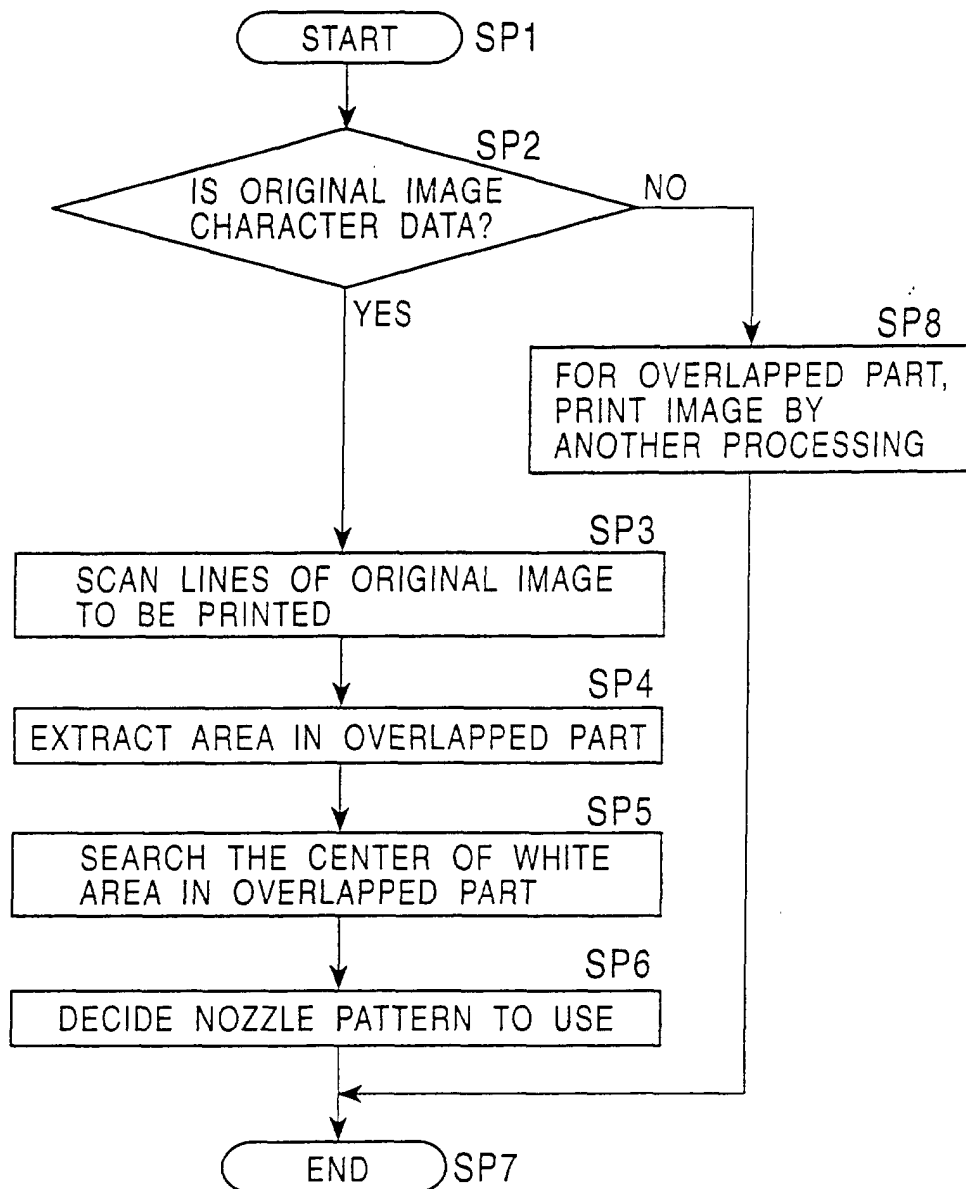 START
SP1
SP2
IS ORIGINAL IMAGE
CHARACTER DATA?
NO
YES
SP8
FOR OVERLAPPED PART,
PRINT IMAGE BY
ANOTHER PROCESSING
SP3
SCAN LINES OF ORIGINAL IMAGE
TO BE PRINTED
SP4
EXTRACT AREA IN OVERLAPPED PART
SP5
SEARCH THE CENTER OF WHITE
AREA IN OVERLAPPED PART
SP6
DECIDE NOZZLE PATTERN TO USE
END
SP7